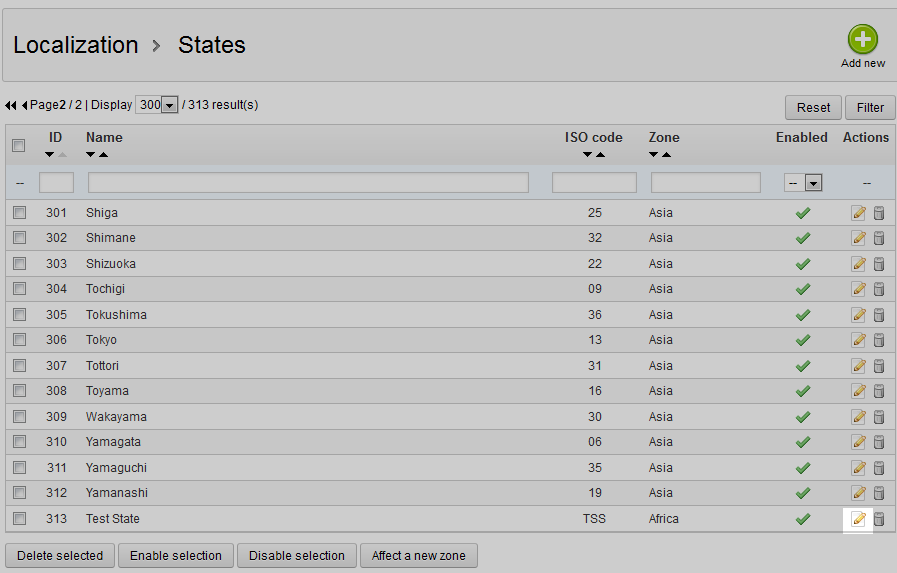 Localization > States
Add new
Page2 / 2 | Display 300 / 313 result(s)
Reset Filter
ID Name ISO code Zone Enabled Actions
-- -- --
301 Shiga 25 Asia
302 Shimane 32 Asia
303 Shizuoka 22 Asia
304 Tochigi 09 Asia
305 Tokushima 36 Asia
306 Tokyo 13 Asia
307 Tottori 31 Asia
308 Toyama 16 Asia
309 Wakayama 30 Asia
310 Yamagata 06 Asia
311 Yamaguchi 35 Asia
312 Yamanashi 19 Asia
313 Test State TSS Africa
Delete selected Enable selection Disable selection Affect a new zone